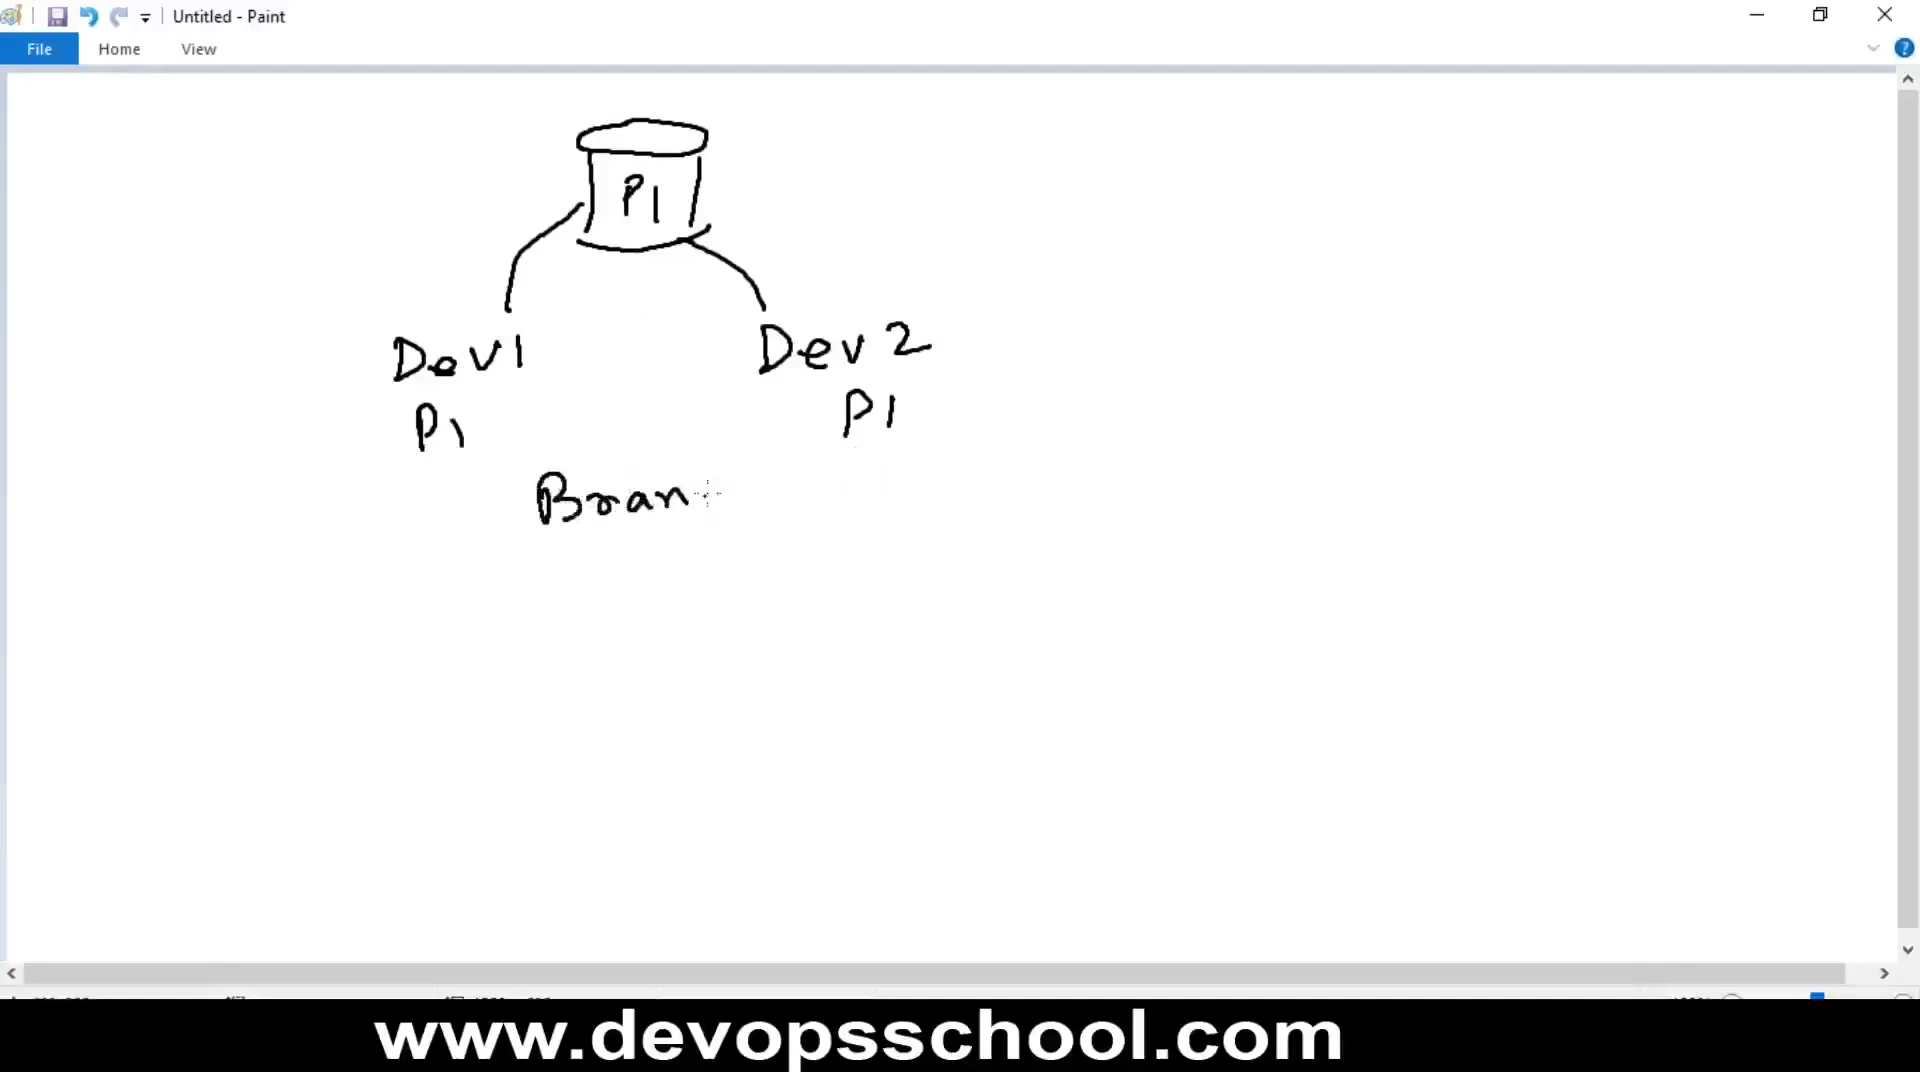 Untitled - Paint
File Home View
P1
Dev1
Dev 2
P1
P1
Bran
www.devopsschool.com